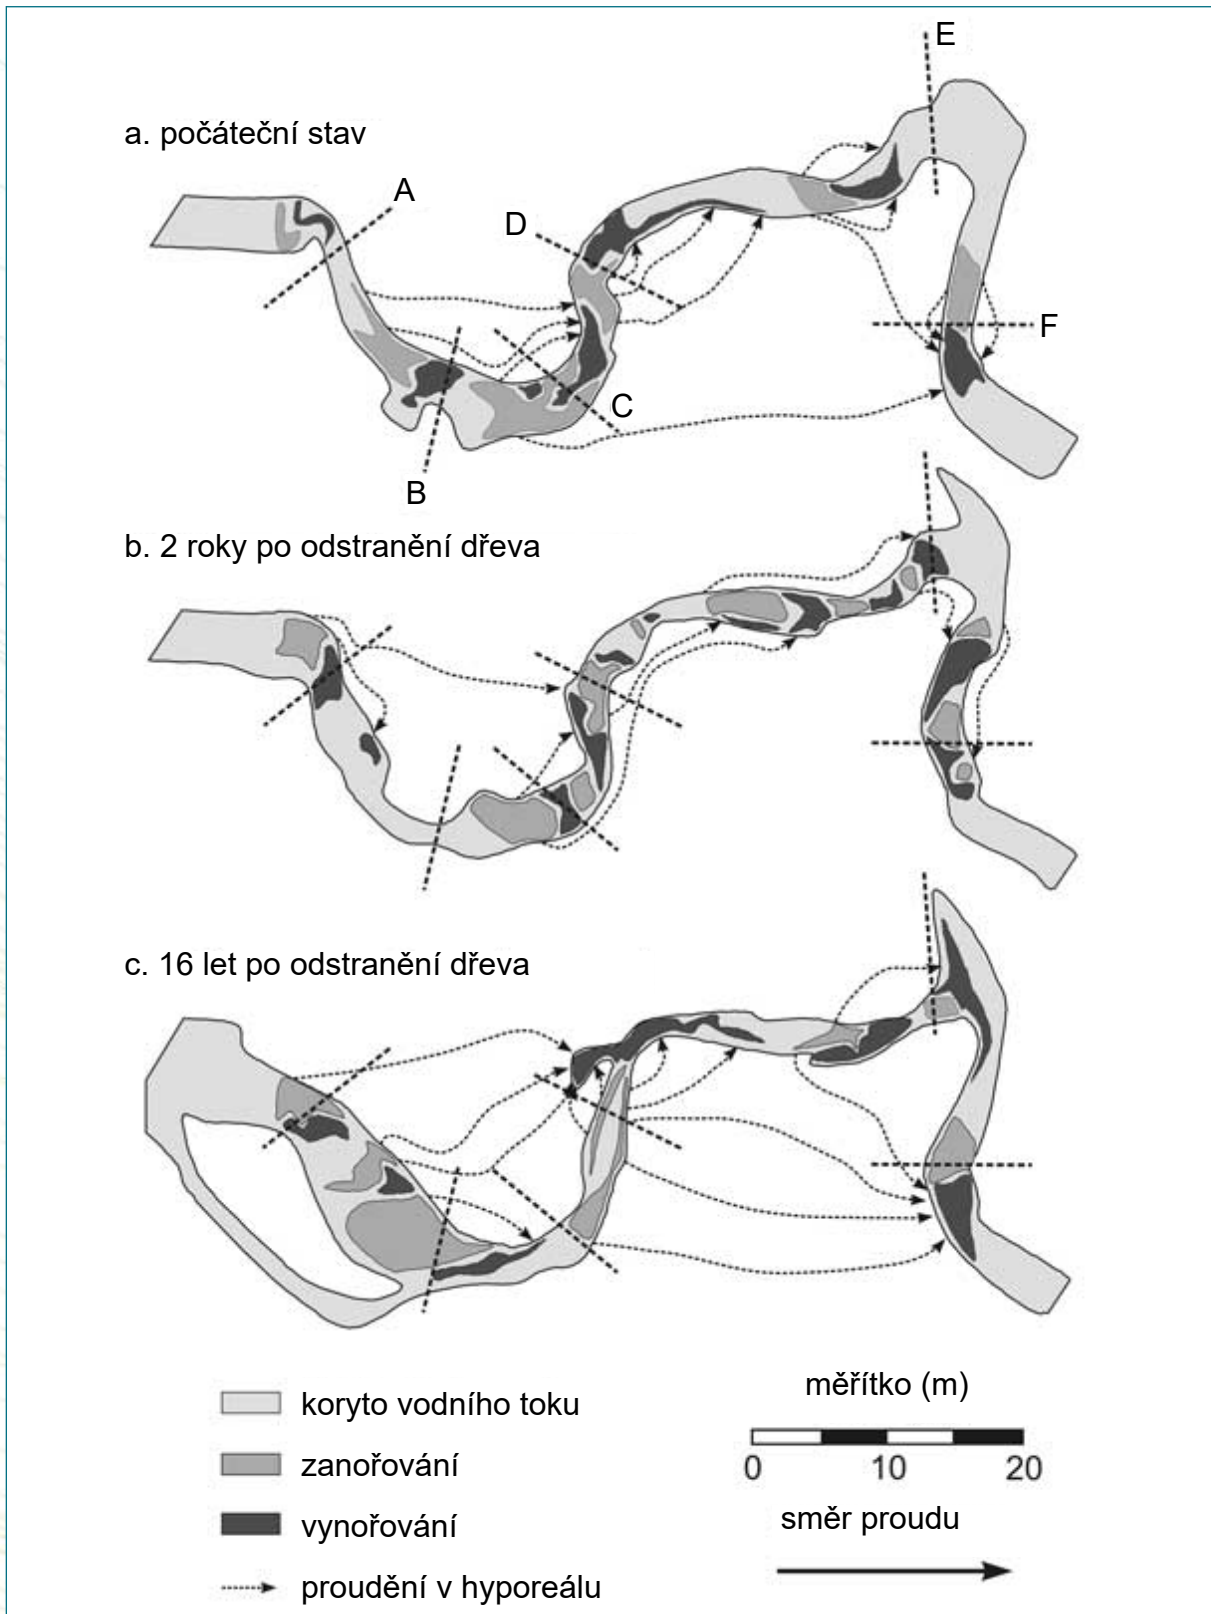 E
a. počáteční stav
A
D
F
C
B
b. 2 roky po odstranění dřeva
c. 16 let po odstranění dřeva
měřítko (m)
koryto vodního toku
zanořování
0 10 20
vynořování
směr proudu
proudění v hyporeálu